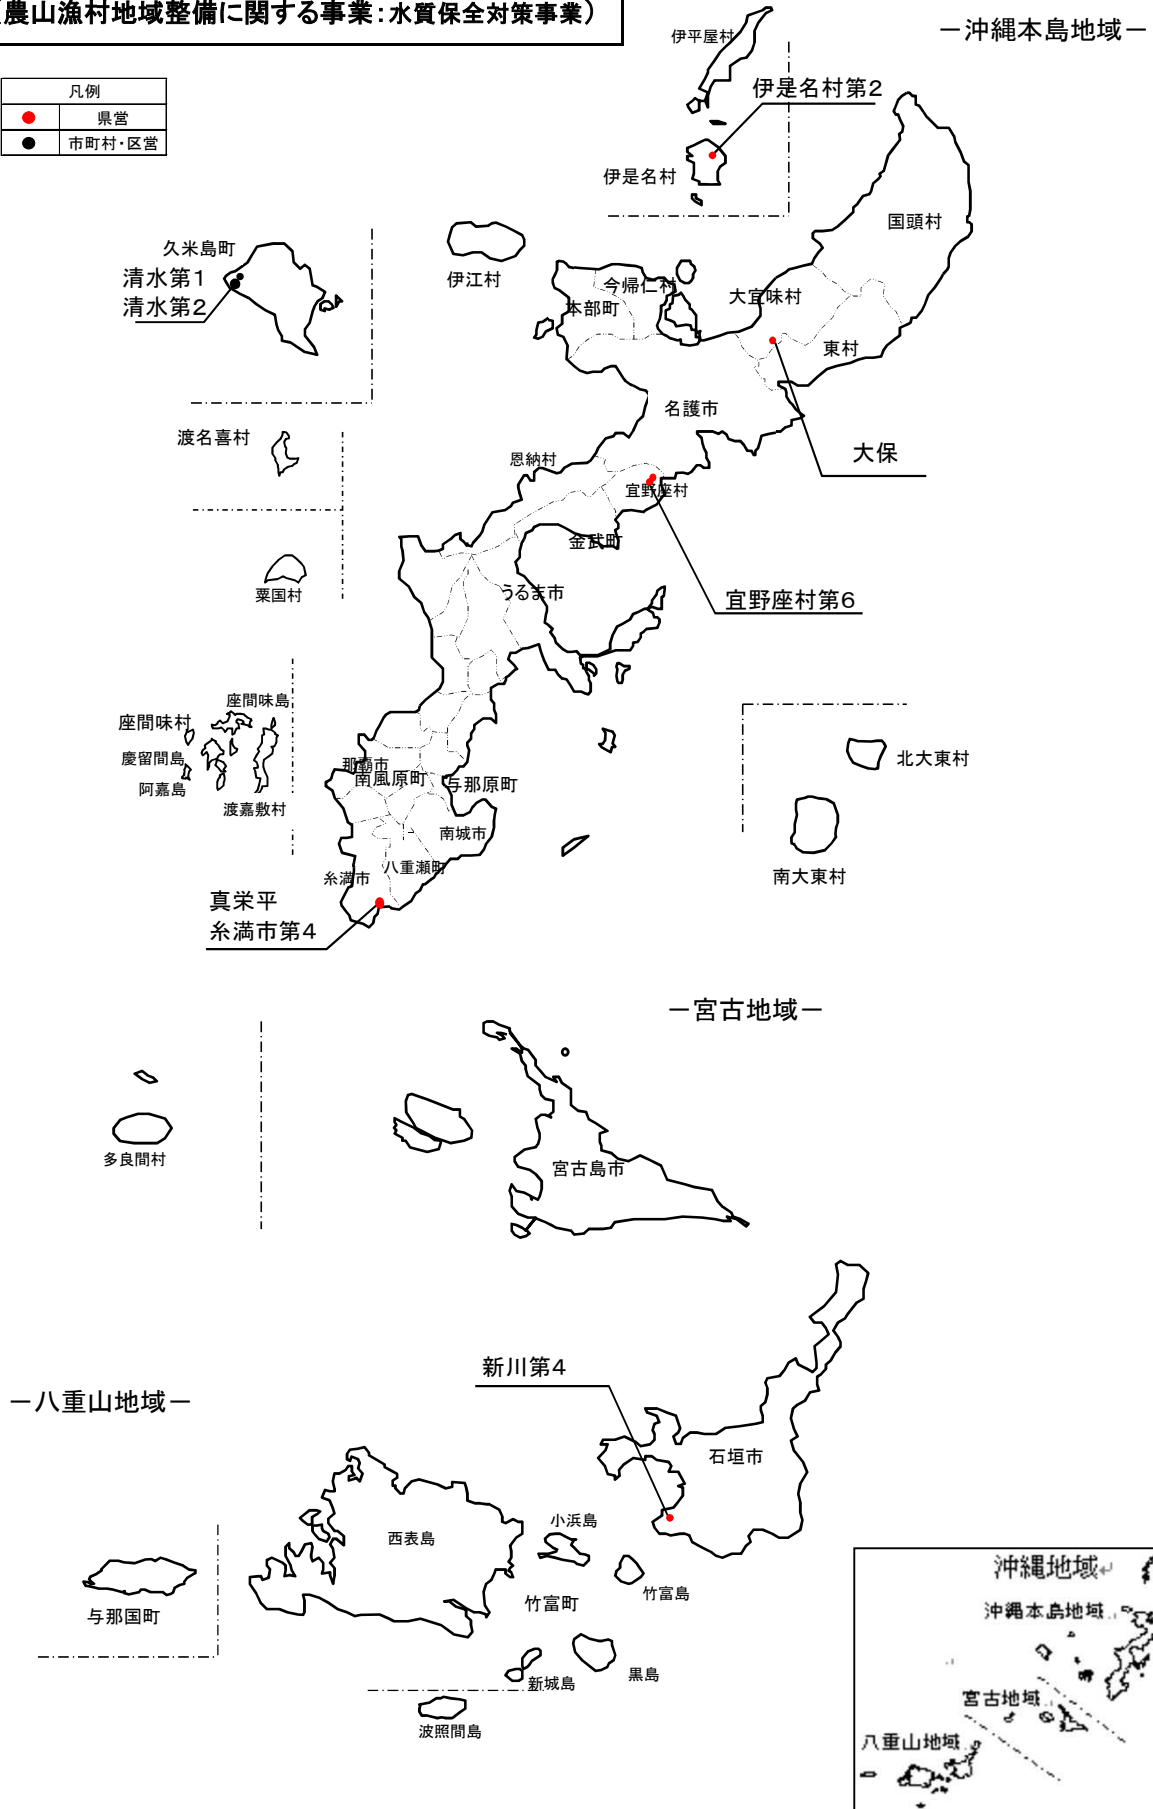 (農山漁村地域整備に関する事業：水質保全対策事業)
－沖縄本島地域－
凡例
県営
市町村・区営
伊平屋村
伊是名村第2
伊是名村
国頭村
久米島町
清水第1
清水第2
伊江村
今帰仁村
本部町
大宜味村
東村
名護市
大保
渡名喜村
恩納村
宜野座村
金武町
粟国村
うるま市
宜野座村第6
座間味島
座間味村
慶留間島
阿嘉島
渡嘉敷村
那覇市
南風原町
与那原町
北大東村
南城市
南大東村
八重瀬町
糸満市
真栄平
糸満市第4
－宮古地域－
多良間村
宮古島市
新川第4
－八重山地域－
石垣市
西表島
小浜島
竹富島
竹富町
与那国町
新城島
黒島
波照間島
沖縄地域
沖縄本島地域
宮古地域
八重山地域